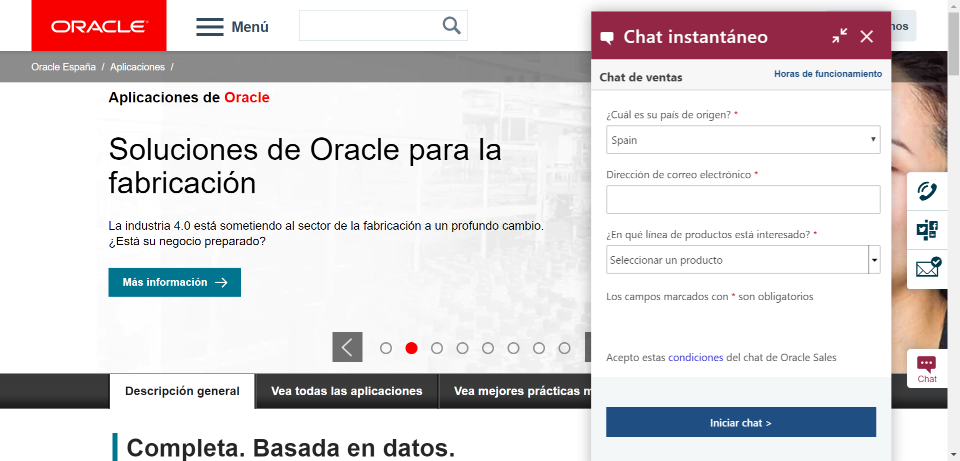 ORACLE
Menú
nos
Oracle España / Aplicaciones /
Aplicaciones de Oracle
Soluciones de Oracle para la
fabricación
La industria 4.0 está sometiendo al sector de la fabricación a un profundo cambio.
¿Está su negocio preparado?
Más información
Descripción general
Vea todas las aplicaciones
Vea mejores prácticas m
Completa. Basada en datos.
Chat instantáneo
Chat de ventas
Horas de funcionamiento
¿Cuál es su país de origen? *
Spain
Dirección de correo electrónico *
¿En qué línea de productos está interesado? *
Seleccionar un producto
Los campos marcados con * son obligatorios
Acepto estas condiciones del chat de Oracle Sales
Iniciar chat >
Chat